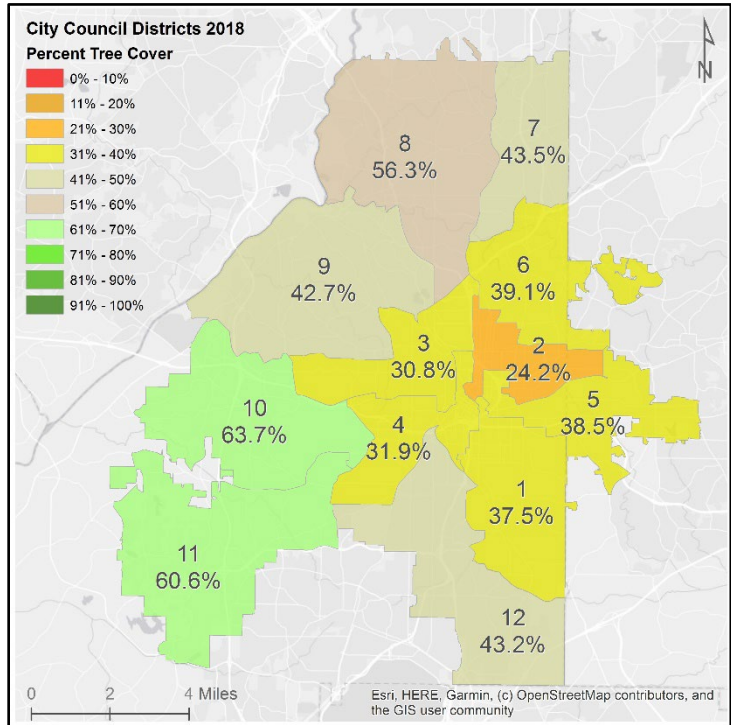 City Council Districts 2018
Percent Tree Cover
0% - 10%
11% - 20%
21% - 30%
31% - 40%
41% - 50%
51% - 60%
61% - 70%
71% - 80%
81% - 90%
91% - 100%
N
8
56.3%
7
43.5%
9
42.7%
6
39.1%
3
30.8%
2
24.2%
5
38.5%
10
63.7%
4
31.9%
1
37.5%
11
60.6%
12
43.2%
0 2 4 Miles
Esri, HERE, Garmin, (c) OpenStreetMap contributors, and
the GIS user community